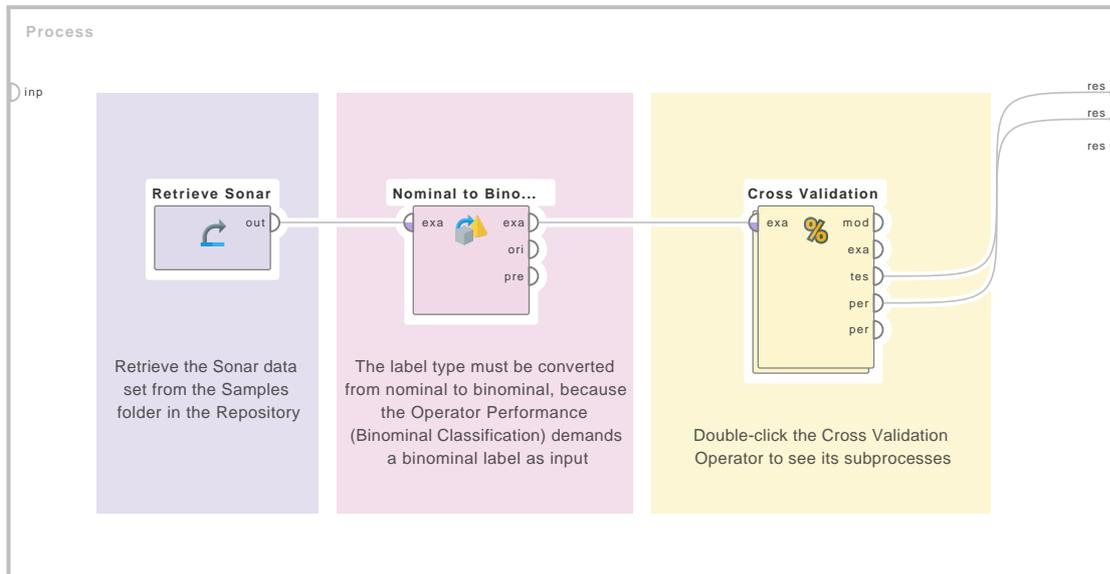 Process
inp
res
res
res
Retrieve Sonar
out
Nominal to Bino...
exa
exa
ori
pre
Cross Validation
exa
mod
exa
tes
per
per
Retrieve the Sonar data
set from the Samples
folder in the Repository
The label type must be converted
from nominal to binominal, because
the Operator Performance
(Binominal Classification) demands
a binominal label as input
Double-click the Cross Validation
Operator to see its subprocesses